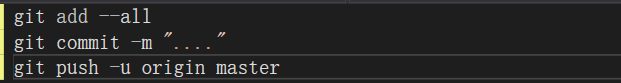 git add --all
git commit -m "...."
git push -u origin master